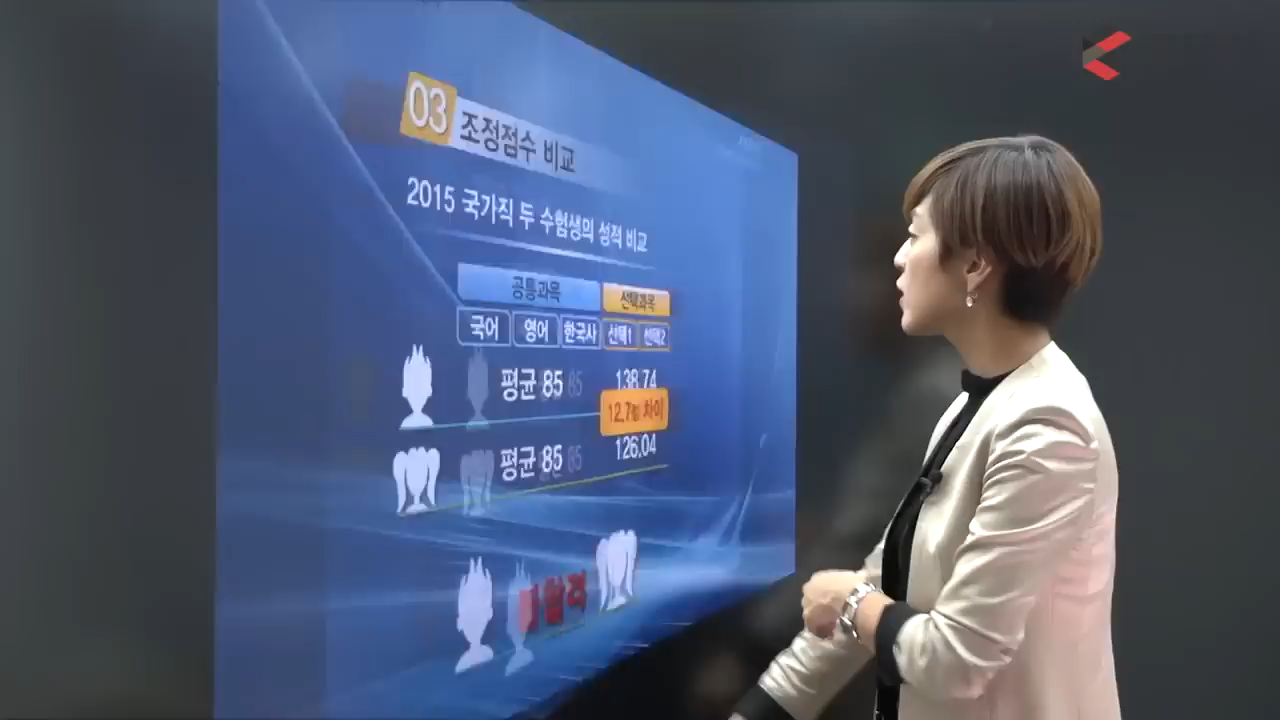 03 조정점수 비교
2015 국가직 두 수험생의 성적 비교
공통과목 선택과목
국어 영어 한국사 선택1 선택2
평균 85 138.74
12.7점 차이
평균 85 126.04
합격